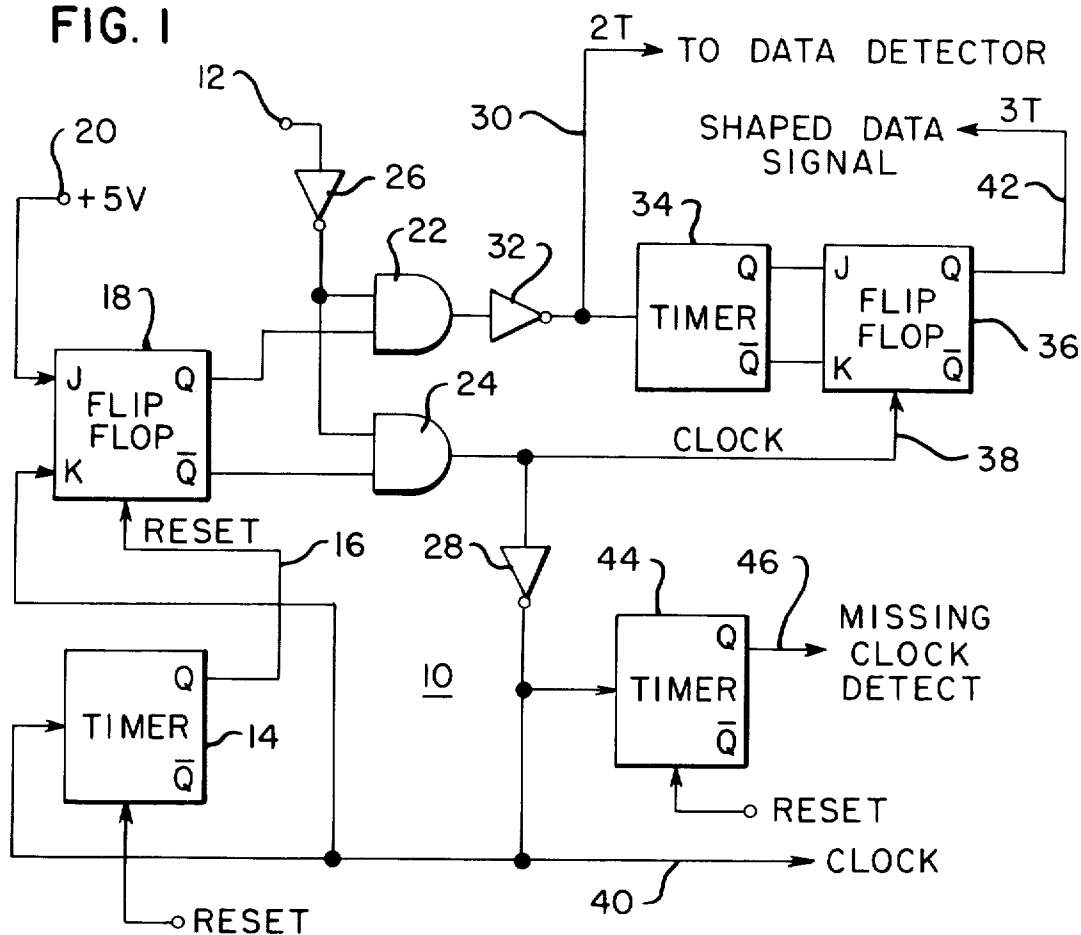 FIG. 1
2T
TO DATA DETECTOR
12
30
3T
SHAPED DATA
SIGNAL
20
+5V
26
42
22
32
34
18
Q
J
Q
TIMER
FLIP
FLOP
Q̅
K
Q̅
36
J
Q
FLIP
FLOP
K
Q̅
24
CLOCK
38
RESET
16
28
44
46
Q
TIMER
Q̅
MISSING
CLOCK
DETECT
10
Q
TIMER
Q̅
14
RESET
CLOCK
40
RESET